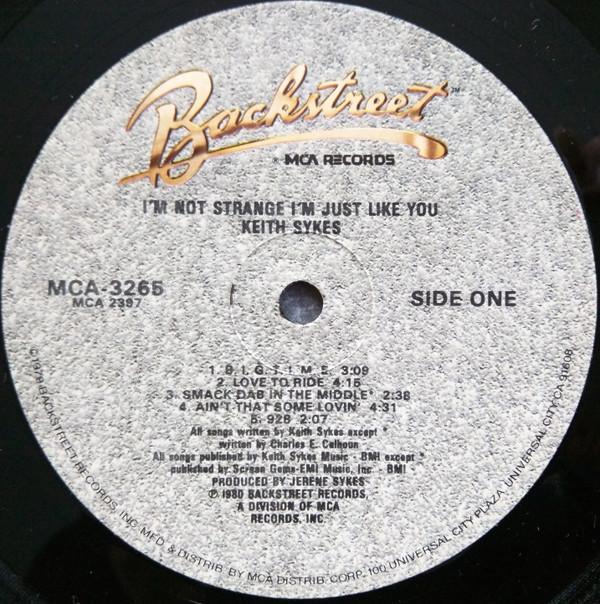 Backstreet™
MCA RECORDS
I'M NOT STRANGE I'M JUST LIKE YOU
KEITH SYKES
MCA-3265
MCA 2397
SIDE ONE
1. B.I.G.T.I.M.E. 3:09
2. LOVE TO RIDE 4:15
3. SMACK DAB IN THE MIDDLE* 2:38
4. AIN'T THAT SOME LOVIN' 4:31
5. 928 2:07
All songs written by Keith Sykes except *
written by Charles E. Calhoun
All songs published by Keith Sykes Music - BMI except *
published by Screen Gems-EMI Music, Inc. - BMI
PRODUCED BY JERENE SYKES
℗ 1980 BACKSTREET RECORDS,
A DIVISION OF MCA
RECORDS, INC.
© 1979 BACKSTREET RECORDS, INC. MFD & DISTRIB. BY MCA DISTRIB. CORP. 100 UNIVERSAL CITY PLAZA UNIVERSAL CITY, CA 91608